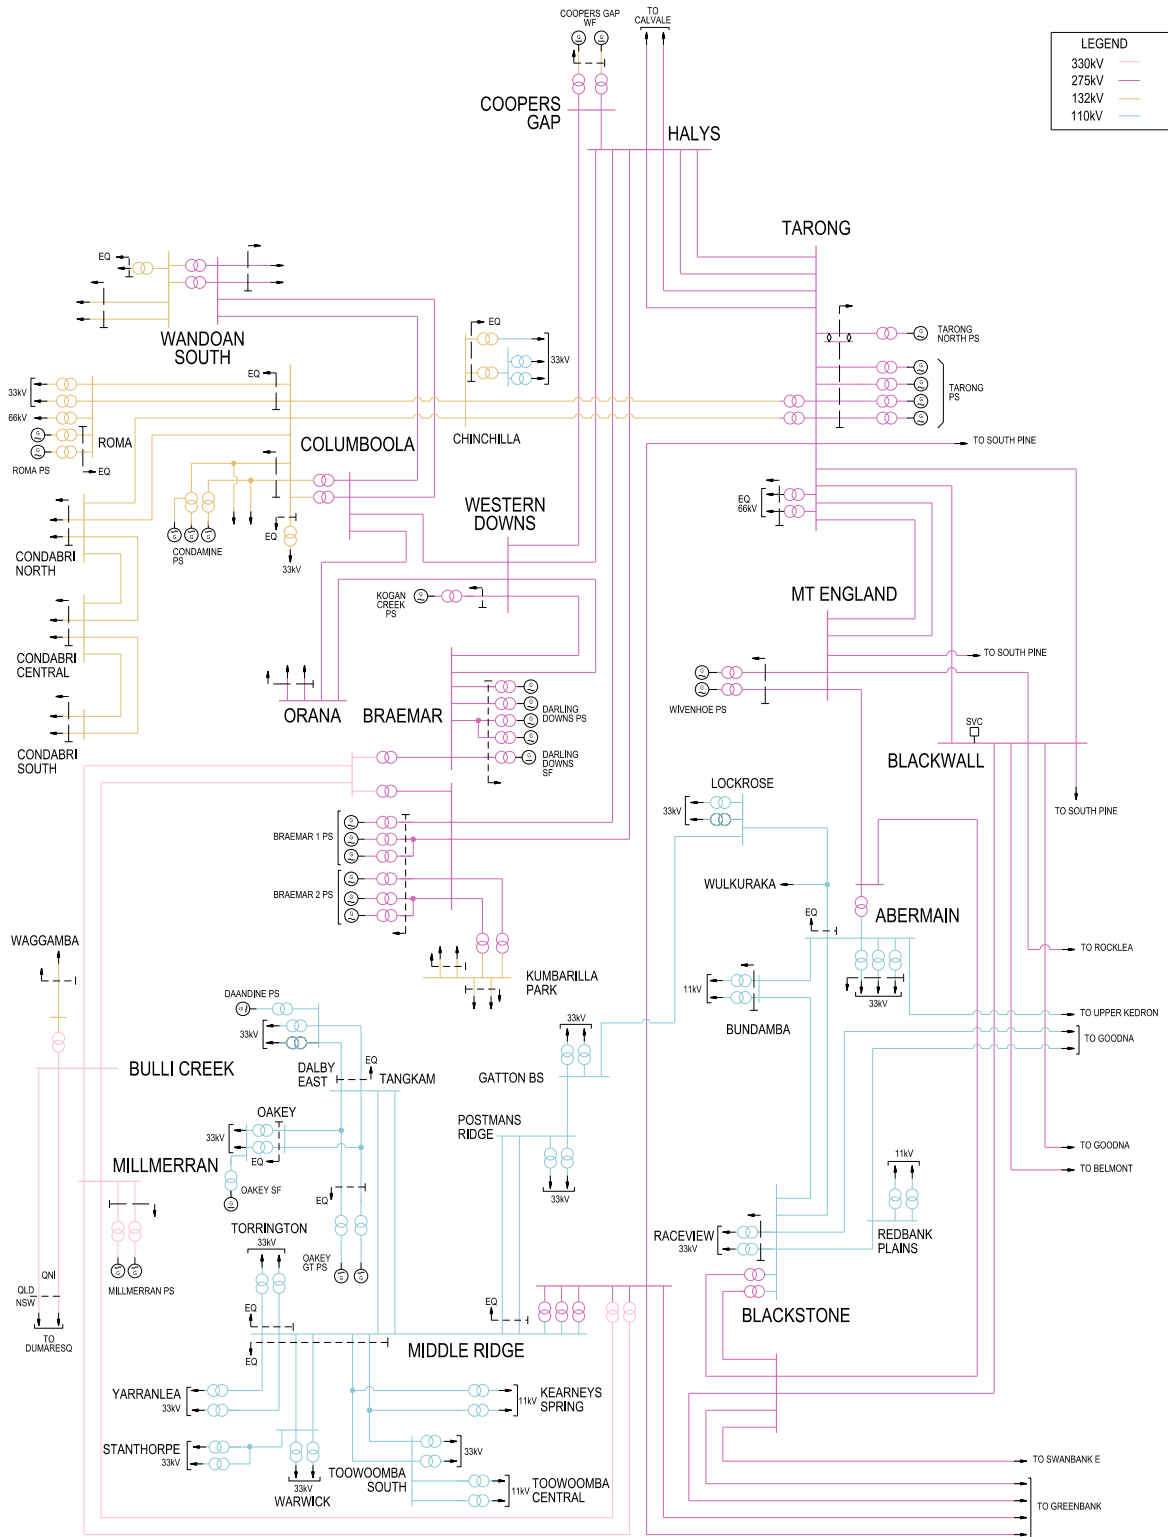 COOPERS GAP
WF
TO
CALVALE
LEGEND
330kV
275kV
132kV
110kV
COOPERS
GAP
HALYS
TARONG
EQ
WANDOAN
SOUTH
EQ
33kV
CHINCHILLA
TARONG
NORTH PS
TARONG
PS
33kV
66kV
ROMA
ROMA PS
EQ
EQ
COLUMBOOLA
TO SOUTH PINE
EQ
66kV
WESTERN
DOWNS
CONDAMINE
PS
EQ
33kV
CONDABRI
NORTH
KOGAN
CREEK
PS
MT ENGLAND
TO SOUTH PINE
CONDABRI
CENTRAL
WIVENHOE PS
ORANA
BRAEMAR
DARLING
DOWNS PS
DARLING
DOWNS
SF
CONDABRI
SOUTH
SVC
BLACKWALL
LOCKROSE
33kV
TO SOUTH PINE
BRAEMAR 1 PS
BRAEMAR 2 PS
WULKURAKA
EQ
ABERMAIN
WAGGAMBA
TO ROCKLEA
KUMBARILLA
PARK
11kV
BUNDAMBA
33kV
DAANDINE PS
33kV
TO UPPER KEDRON
TO GOODNA
33kV
DALBY
EAST
EQ
TANGKAM
BULLI CREEK
GATTON BS
OAKEY
33kV
EQ
OAKEY SF
POSTMANS
RIDGE
33kV
TO GOODNA
TO BELMONT
MILLMERRAN
EQ
11kV
REDBANK
PLAINS
TORRINGTON
33kV
RACEVIEW
33kV
OAKEY
GT PS
MILLMERRAN PS
QNI
QLD
NSW
EQ
EQ
BLACKSTONE
TO
DUMARESQ
EQ
MIDDLE RIDGE
YARRANLEA
33kV
11kV
KEARNEYS
SPRING
STANTHORPE
33kV
33kV
WARWICK
TOOWOOMBA
SOUTH
33kV
11kV
TOOWOOMBA
CENTRAL
TO SWANBANK E
TO GREENBANK